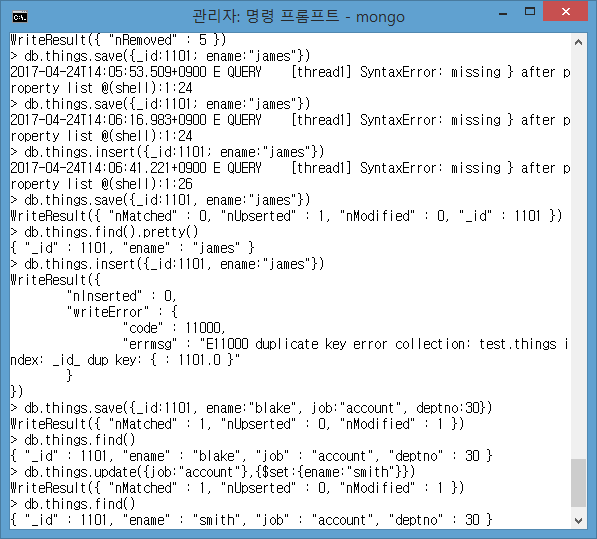 관리자: 명령 프롬프트 - mongo
WriteResult({ "nRemoved" : 5 })
> db.things.save({_id:1101; ename:"james"})
2017-04-24T14:05:53.509+0900 E QUERY    [thread1] SyntaxError: missing } after p
roperty list @(shell):1:24
> db.things.save({_id:1101; ename:"james"})
2017-04-24T14:06:16.983+0900 E QUERY    [thread1] SyntaxError: missing } after p
roperty list @(shell):1:24
> db.things.insert({_id:1101; ename:"james"})
2017-04-24T14:06:41.221+0900 E QUERY    [thread1] SyntaxError: missing } after p
roperty list @(shell):1:26
> db.things.save({_id:1101, ename:"james"})
WriteResult({ "nMatched" : 0, "nUpserted" : 1, "nModified" : 0, "_id" : 1101 })
> db.things.find().pretty()
{ "_id" : 1101, "ename" : "james" }
> db.things.insert({_id:1101, ename:"james"})
WriteResult({
        "nInserted" : 0,
        "writeError" : {
                "code" : 11000,
                "errmsg" : "E11000 duplicate key error collection: test.things i
ndex: _id_ dup key: { : 1101.0 }"
        }
})
> db.things.save({_id:1101, ename:"blake", job:"account", deptno:30})
WriteResult({ "nMatched" : 1, "nUpserted" : 0, "nModified" : 1 })
> db.things.find()
{ "_id" : 1101, "ename" : "blake", "job" : "account", "deptno" : 30 }
> db.things.update({job:"account"},{$set:{ename:"smith"}})
WriteResult({ "nMatched" : 1, "nUpserted" : 0, "nModified" : 1 })
> db.things.find()
{ "_id" : 1101, "ename" : "smith", "job" : "account", "deptno" : 30 }